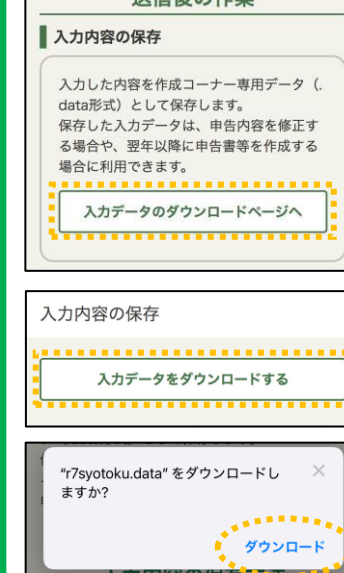 送信後の作業
入力内容の保存
入力した内容を作成コーナー専用データ（.
data形式）として保存します。
保存した入力データは、申告内容を修正す
る場合や、翌年以降に申告書等を作成する
場合に利用できます。
入力データのダウンロードページへ
入力内容の保存
入力データをダウンロードする
“r7syotoku.data” をダウンロードし
ますか?
ダウンロード